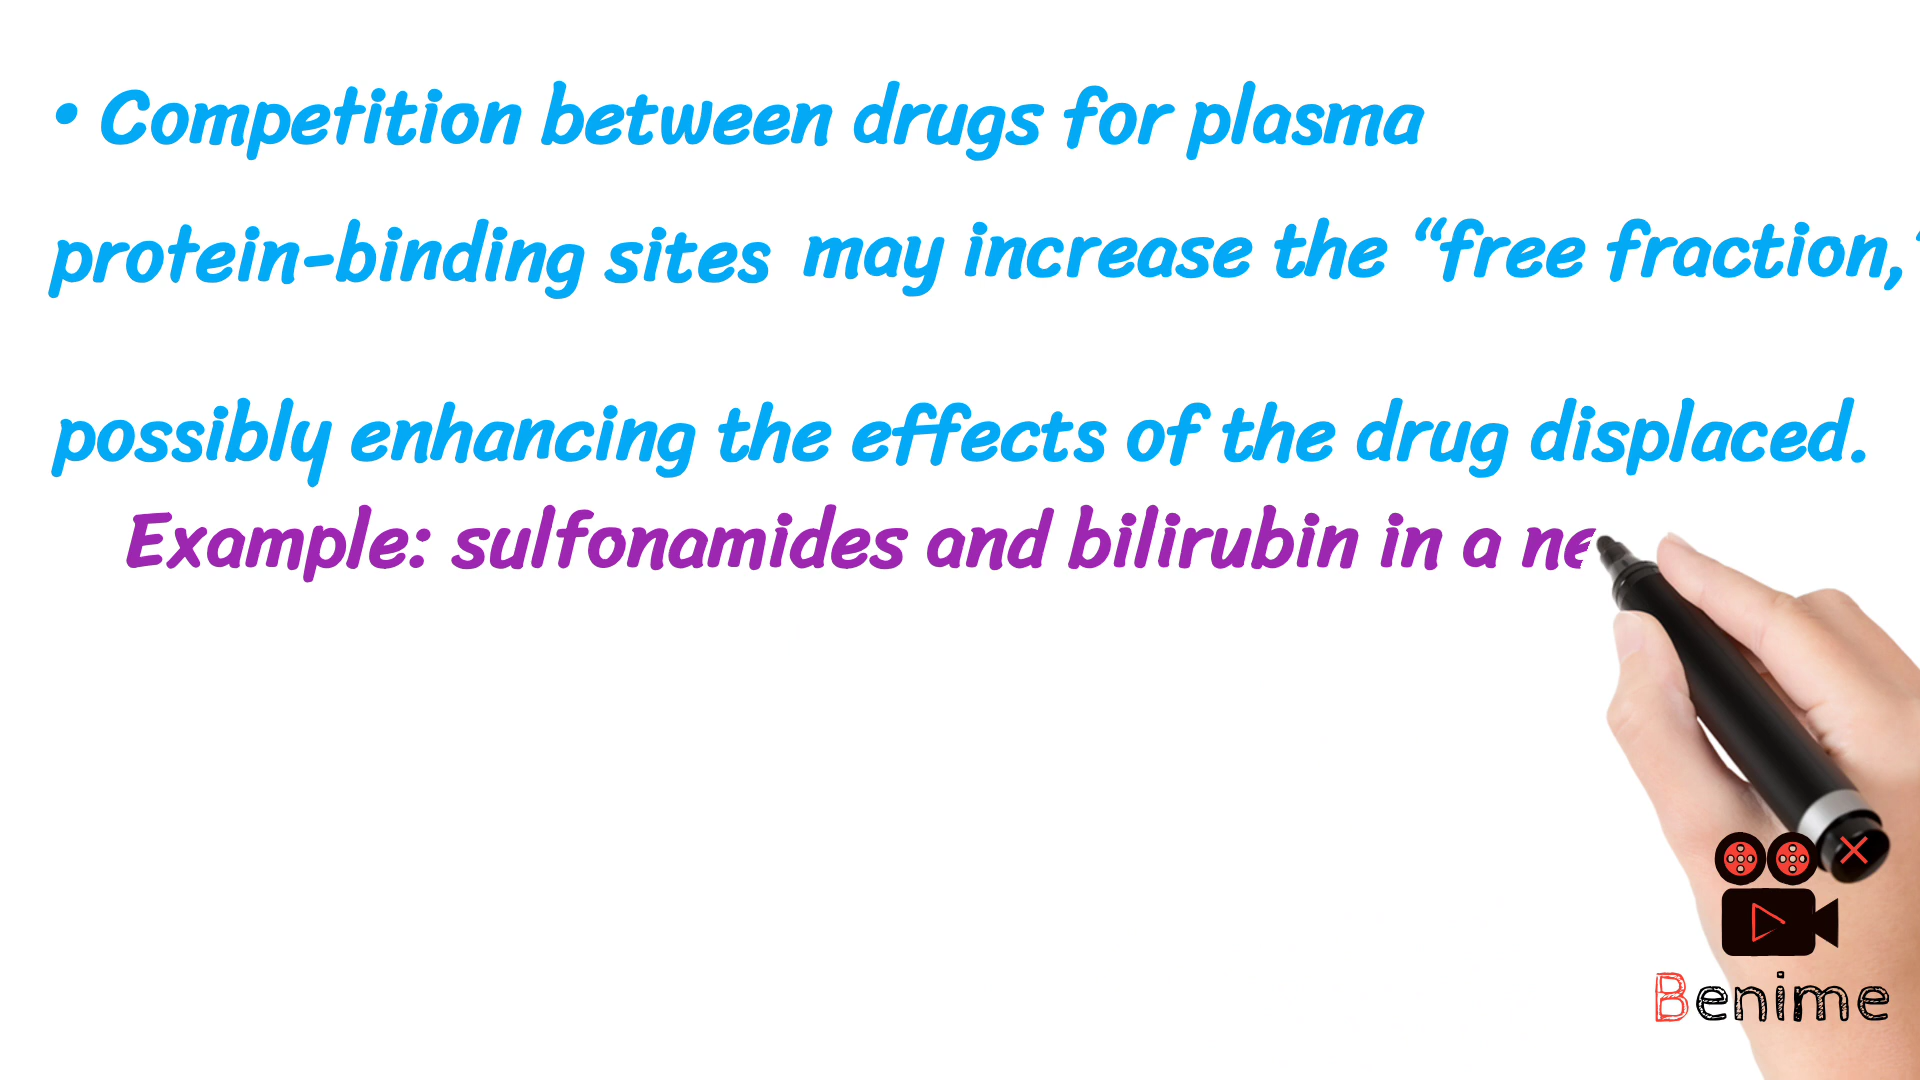 • Competition between drugs for plasma
protein-binding sites may increase the “free fraction,”
possibly enhancing the effects of the drug displaced.
Example: sulfonamides and bilirubin in a ne
Benime